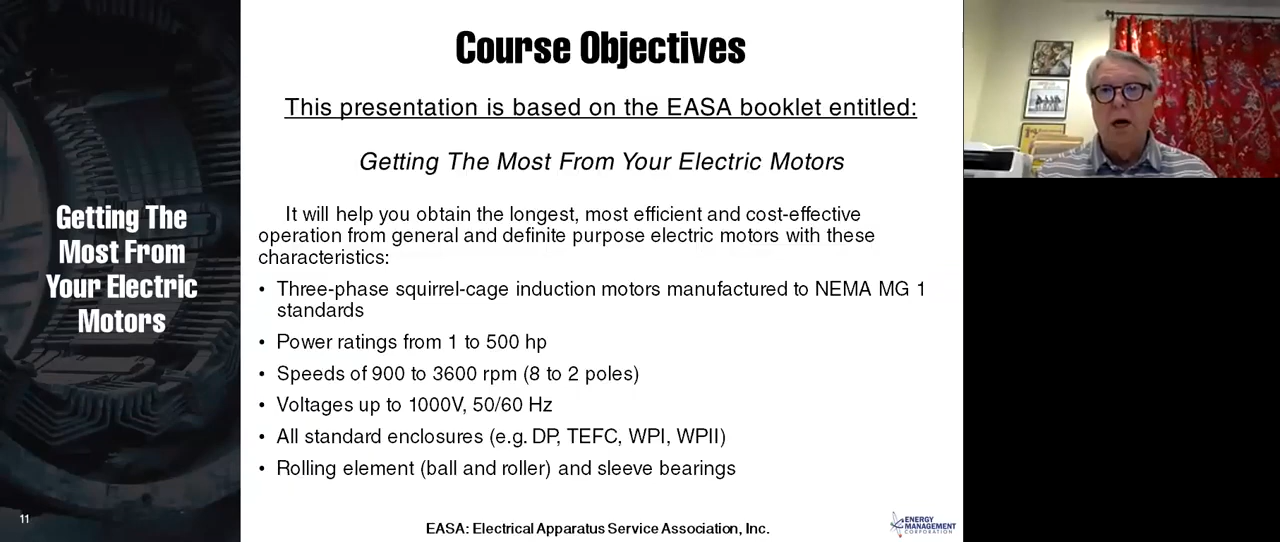 Course Objectives
This presentation is based on the EASA booklet entitled:
Getting The Most From Your Electric Motors
Getting The
Most From
Your Electric
Motors
It will help you obtain the longest, most efficient and cost-effective
operation from general and definite purpose electric motors with these
characteristics:
• Three-phase squirrel-cage induction motors manufactured to NEMA MG 1
standards
• Power ratings from 1 to 500 hp
• Speeds of 900 to 3600 rpm (8 to 2 poles)
• Voltages up to 1000V, 50/60 Hz
• All standard enclosures (e.g. DP, TEFC, WPI, WPII)
• Rolling element (ball and roller) and sleeve bearings
11
EASA: Electrical Apparatus Service Association, Inc.
ENERGY
MANAGEMENT
CORPORATION